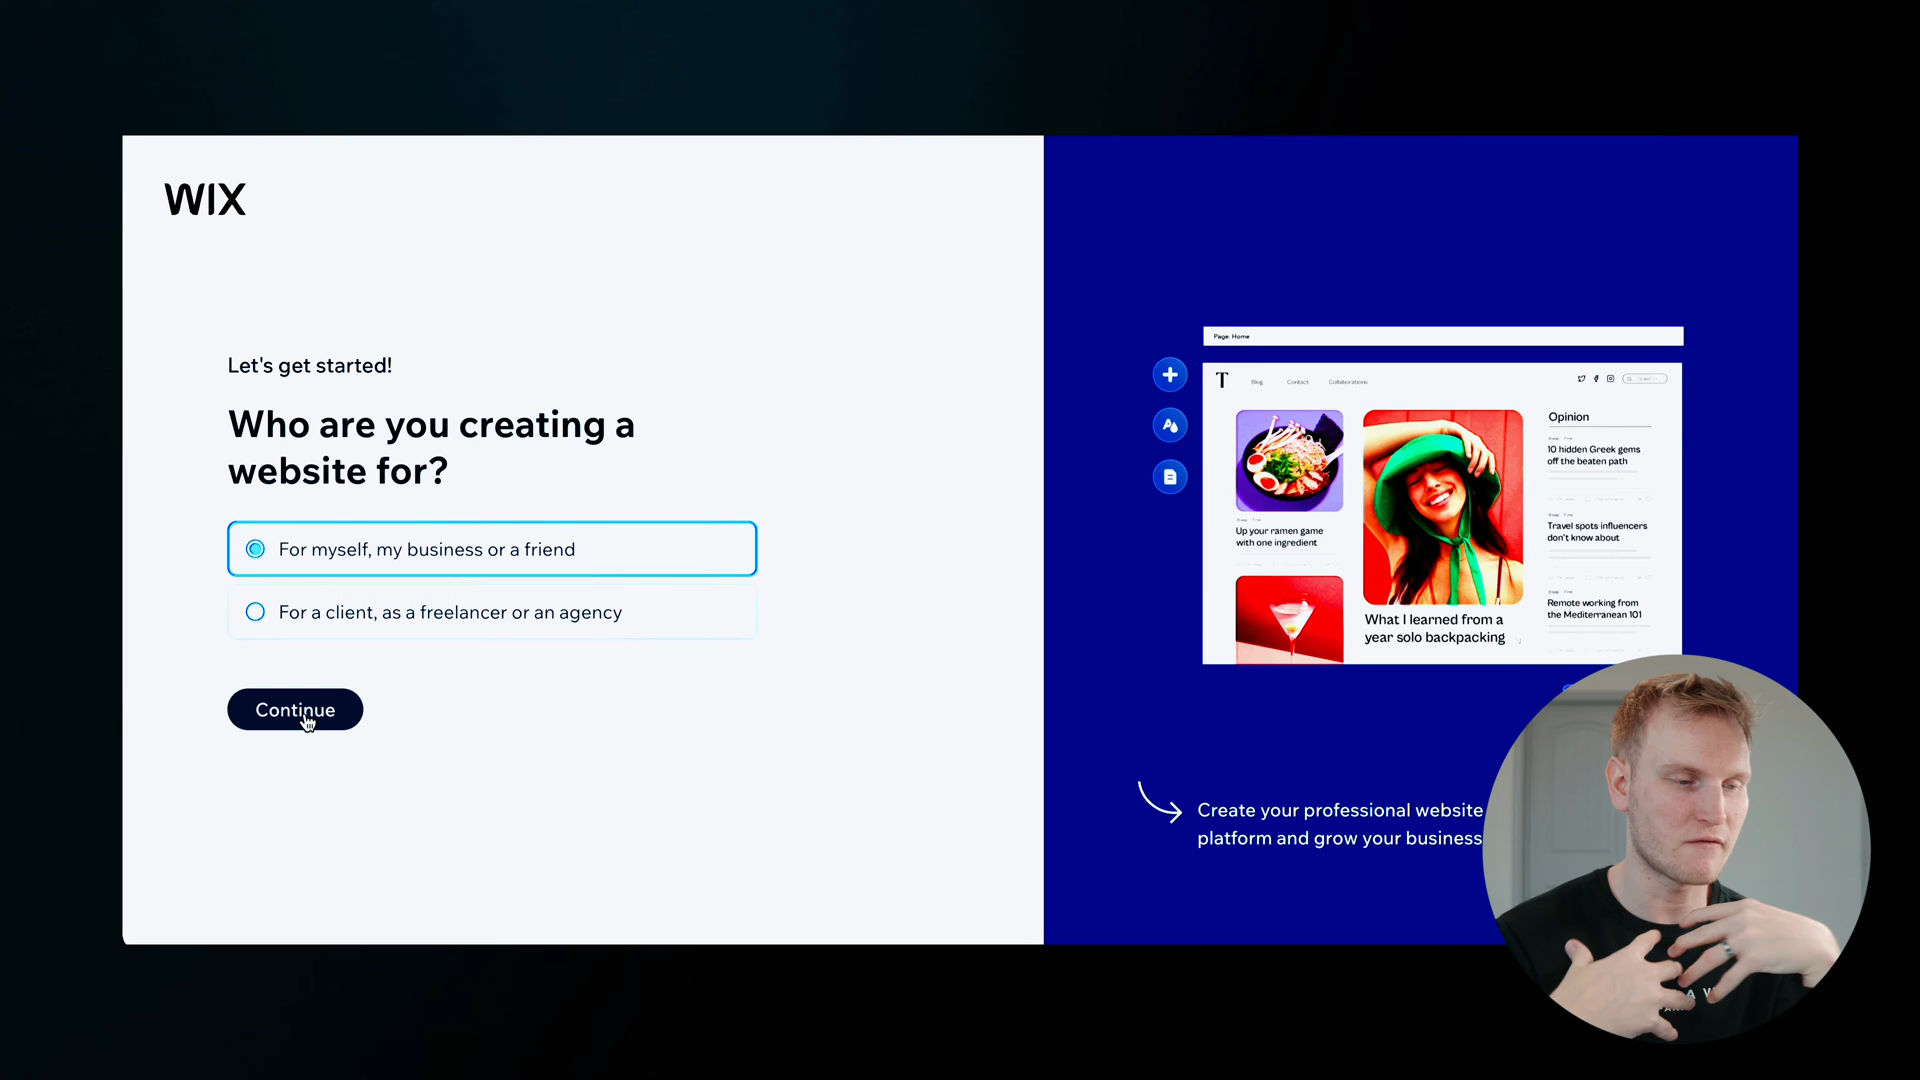 WIX
Let's get started!
Who are you creating a
website for?
For myself, my business or a friend
For a client, as a freelancer or an agency
Continue
Page: Home
T
Blog
Contact
Collaborations
Up your ramen game
with one ingredient
What I learned from a
year solo backpacking
Opinion
10 hidden Greek gems
off the beaten path
Travel spots influencers
don't know about
Remote working from
the Mediterranean 101
Create your professional website
platform and grow your business